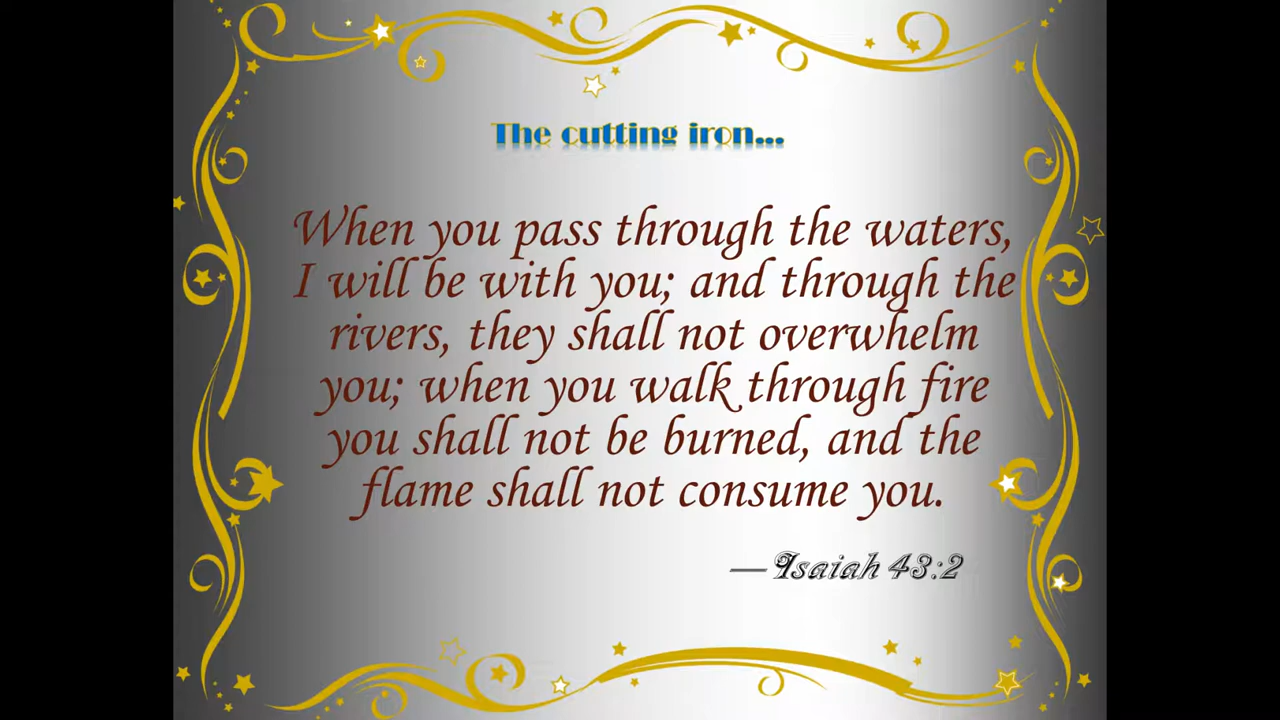 The cutting iron...
When you pass through the waters,
I will be with you; and through the
rivers, they shall not overwhelm
you; when you walk through fire
you shall not be burned, and the
flame shall not consume you.
—Isaiah 43:2